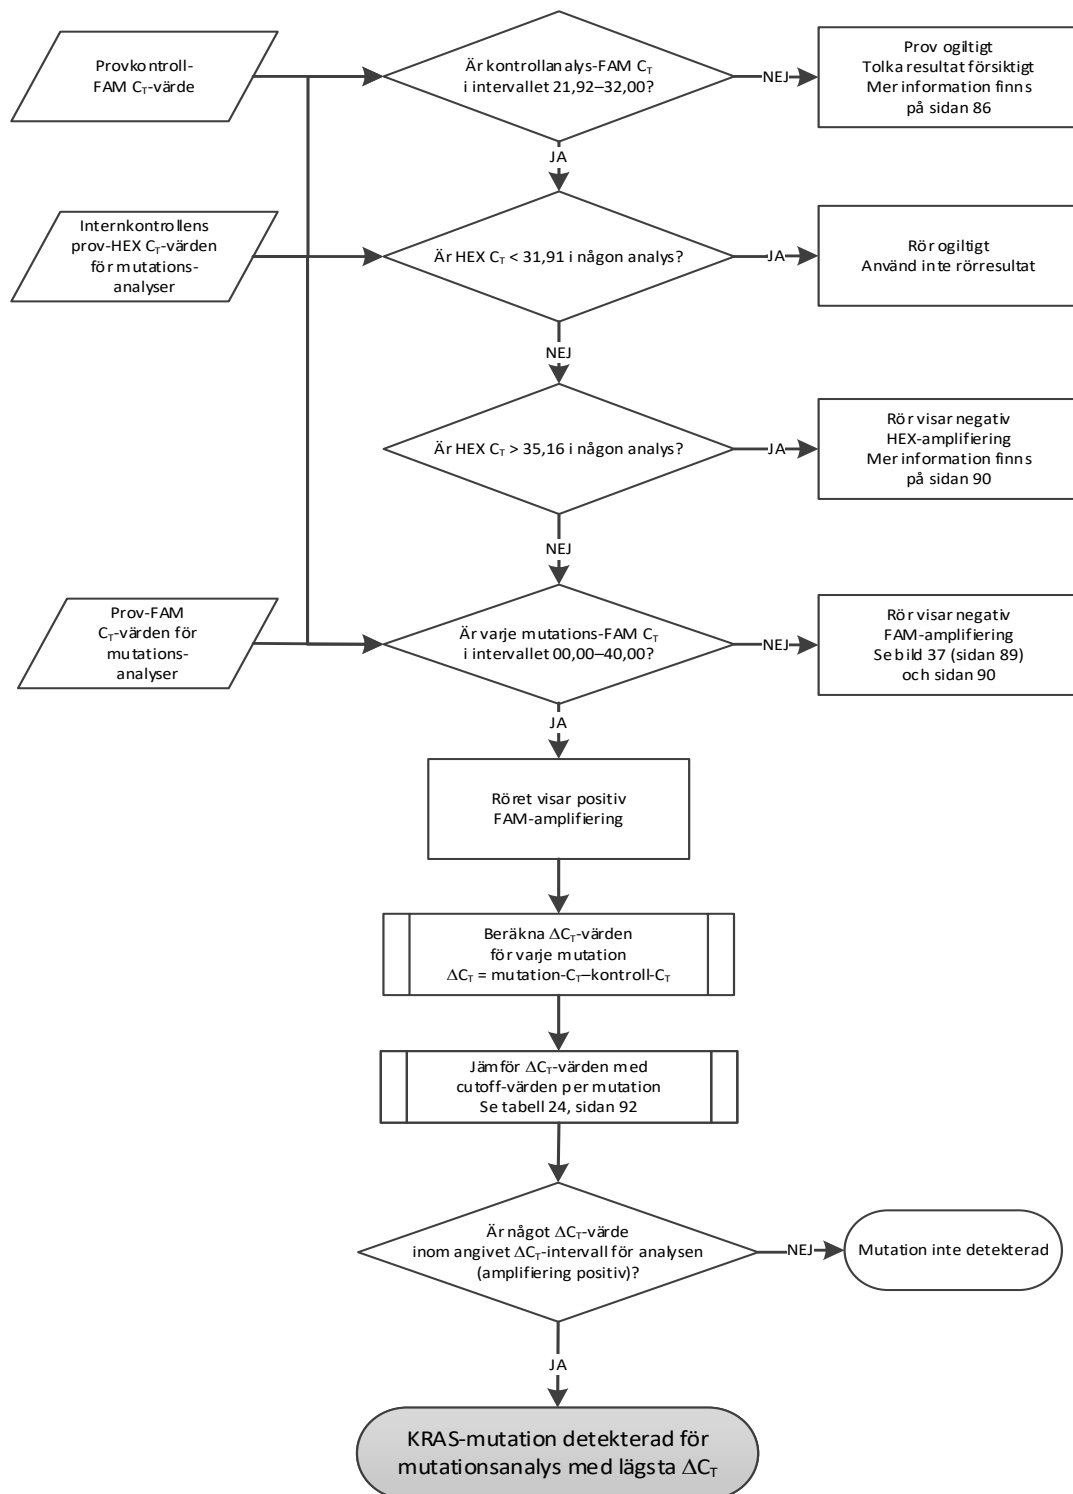 Provkontroll-
FAM CT-värde
Är kontrollanalys-FAM CT
i intervallet 21,92–32,00?
NEJ
Prov ogiltigt
Tolka resultat försiktigt
Mer information finns
på sidan 86
JA
Internkontrollens
prov-HEX CT-värden
för mutations-
analyser
Är HEX CT < 31,91 i någon analys?
JA
Rör ogiltigt
Använd inte rörresultat
NEJ
Är HEX CT > 35,16 i någon analys?
JA
Rör visar negativ
HEX-amplifiering
Mer information finns
på sidan 90
NEJ
Prov-FAM
CT-värden för
mutations-
analyser
Är varje mutations-FAM CT
i intervallet 00,00–40,00?
NEJ
Rör visar negativ
FAM-amplifiering
Se bild 37 (sidan 89)
och sidan 90
JA
Röret visar positiv
FAM-amplifiering
Beräkna ΔCT-värden
för varje mutation
ΔCT = mutation-CT–kontroll-CT
Jämför ΔCT-värden med
cutoff-värden per mutation
Se tabell 24, sidan 92
Är något ΔCT-värde
inom angivet ΔCT-intervall för analysen
(amplifiering positiv)?
NEJ
Mutation inte detekterad
JA
KRAS-mutation detekterad för
mutationsanalys med lägsta ΔCT